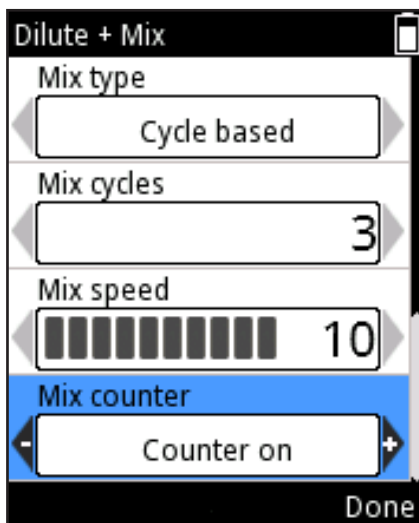 Dilute + Mix
Mix type
Cycle based
Mix cycles
3
Mix speed
10
Mix counter
- Counter on +
Done